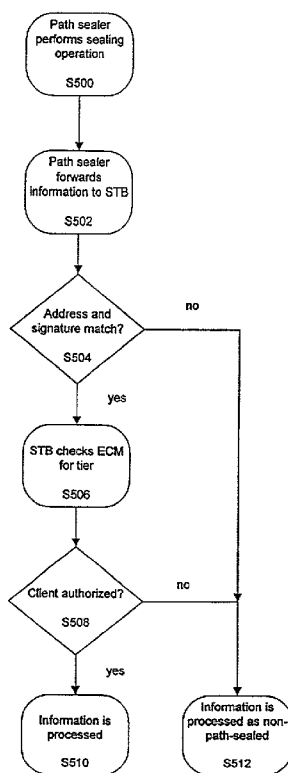 Path sealer
performs sealing
operation
S500
Path sealer
forwards
information to STB
S502
Address and
signature match?
S504
no
yes
STB checks ECM
for tier
S506
Client authorized?
S508
no
yes
Information is
processed
S510
Information is
processed as non-
path-sealed
S512